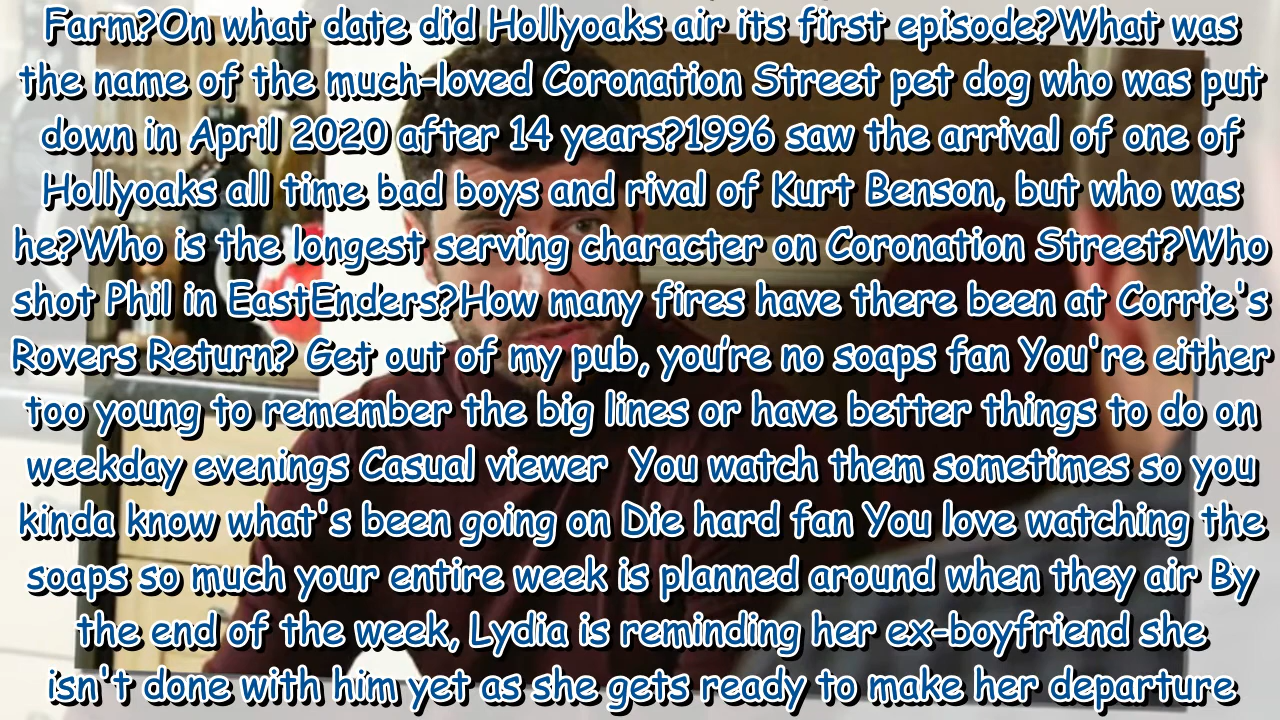 Farm?On what date did Hollyoaks air its first episode?What was
the name of the much-loved Coronation Street pet dog who was put
down in April 2020 after 14 years?1996 saw the arrival of one of
Hollyoaks all time bad boys and rival of Kurt Benson, but who was
he?Who is the longest serving character on Coronation Street?Who
shot Phil in EastEnders?How many fires have there been at Corrie's
Rovers Return? Get out of my pub, you’re no soaps fan You're either
too young to remember the big lines or have better things to do on
weekday evenings Casual viewer  You watch them sometimes so you
kinda know what's been going on Die hard fan You love watching the
soaps so much your entire week is planned around when they air By
the end of the week, Lydia is reminding her ex-boyfriend she
isn't done with him yet as she gets ready to make her departure